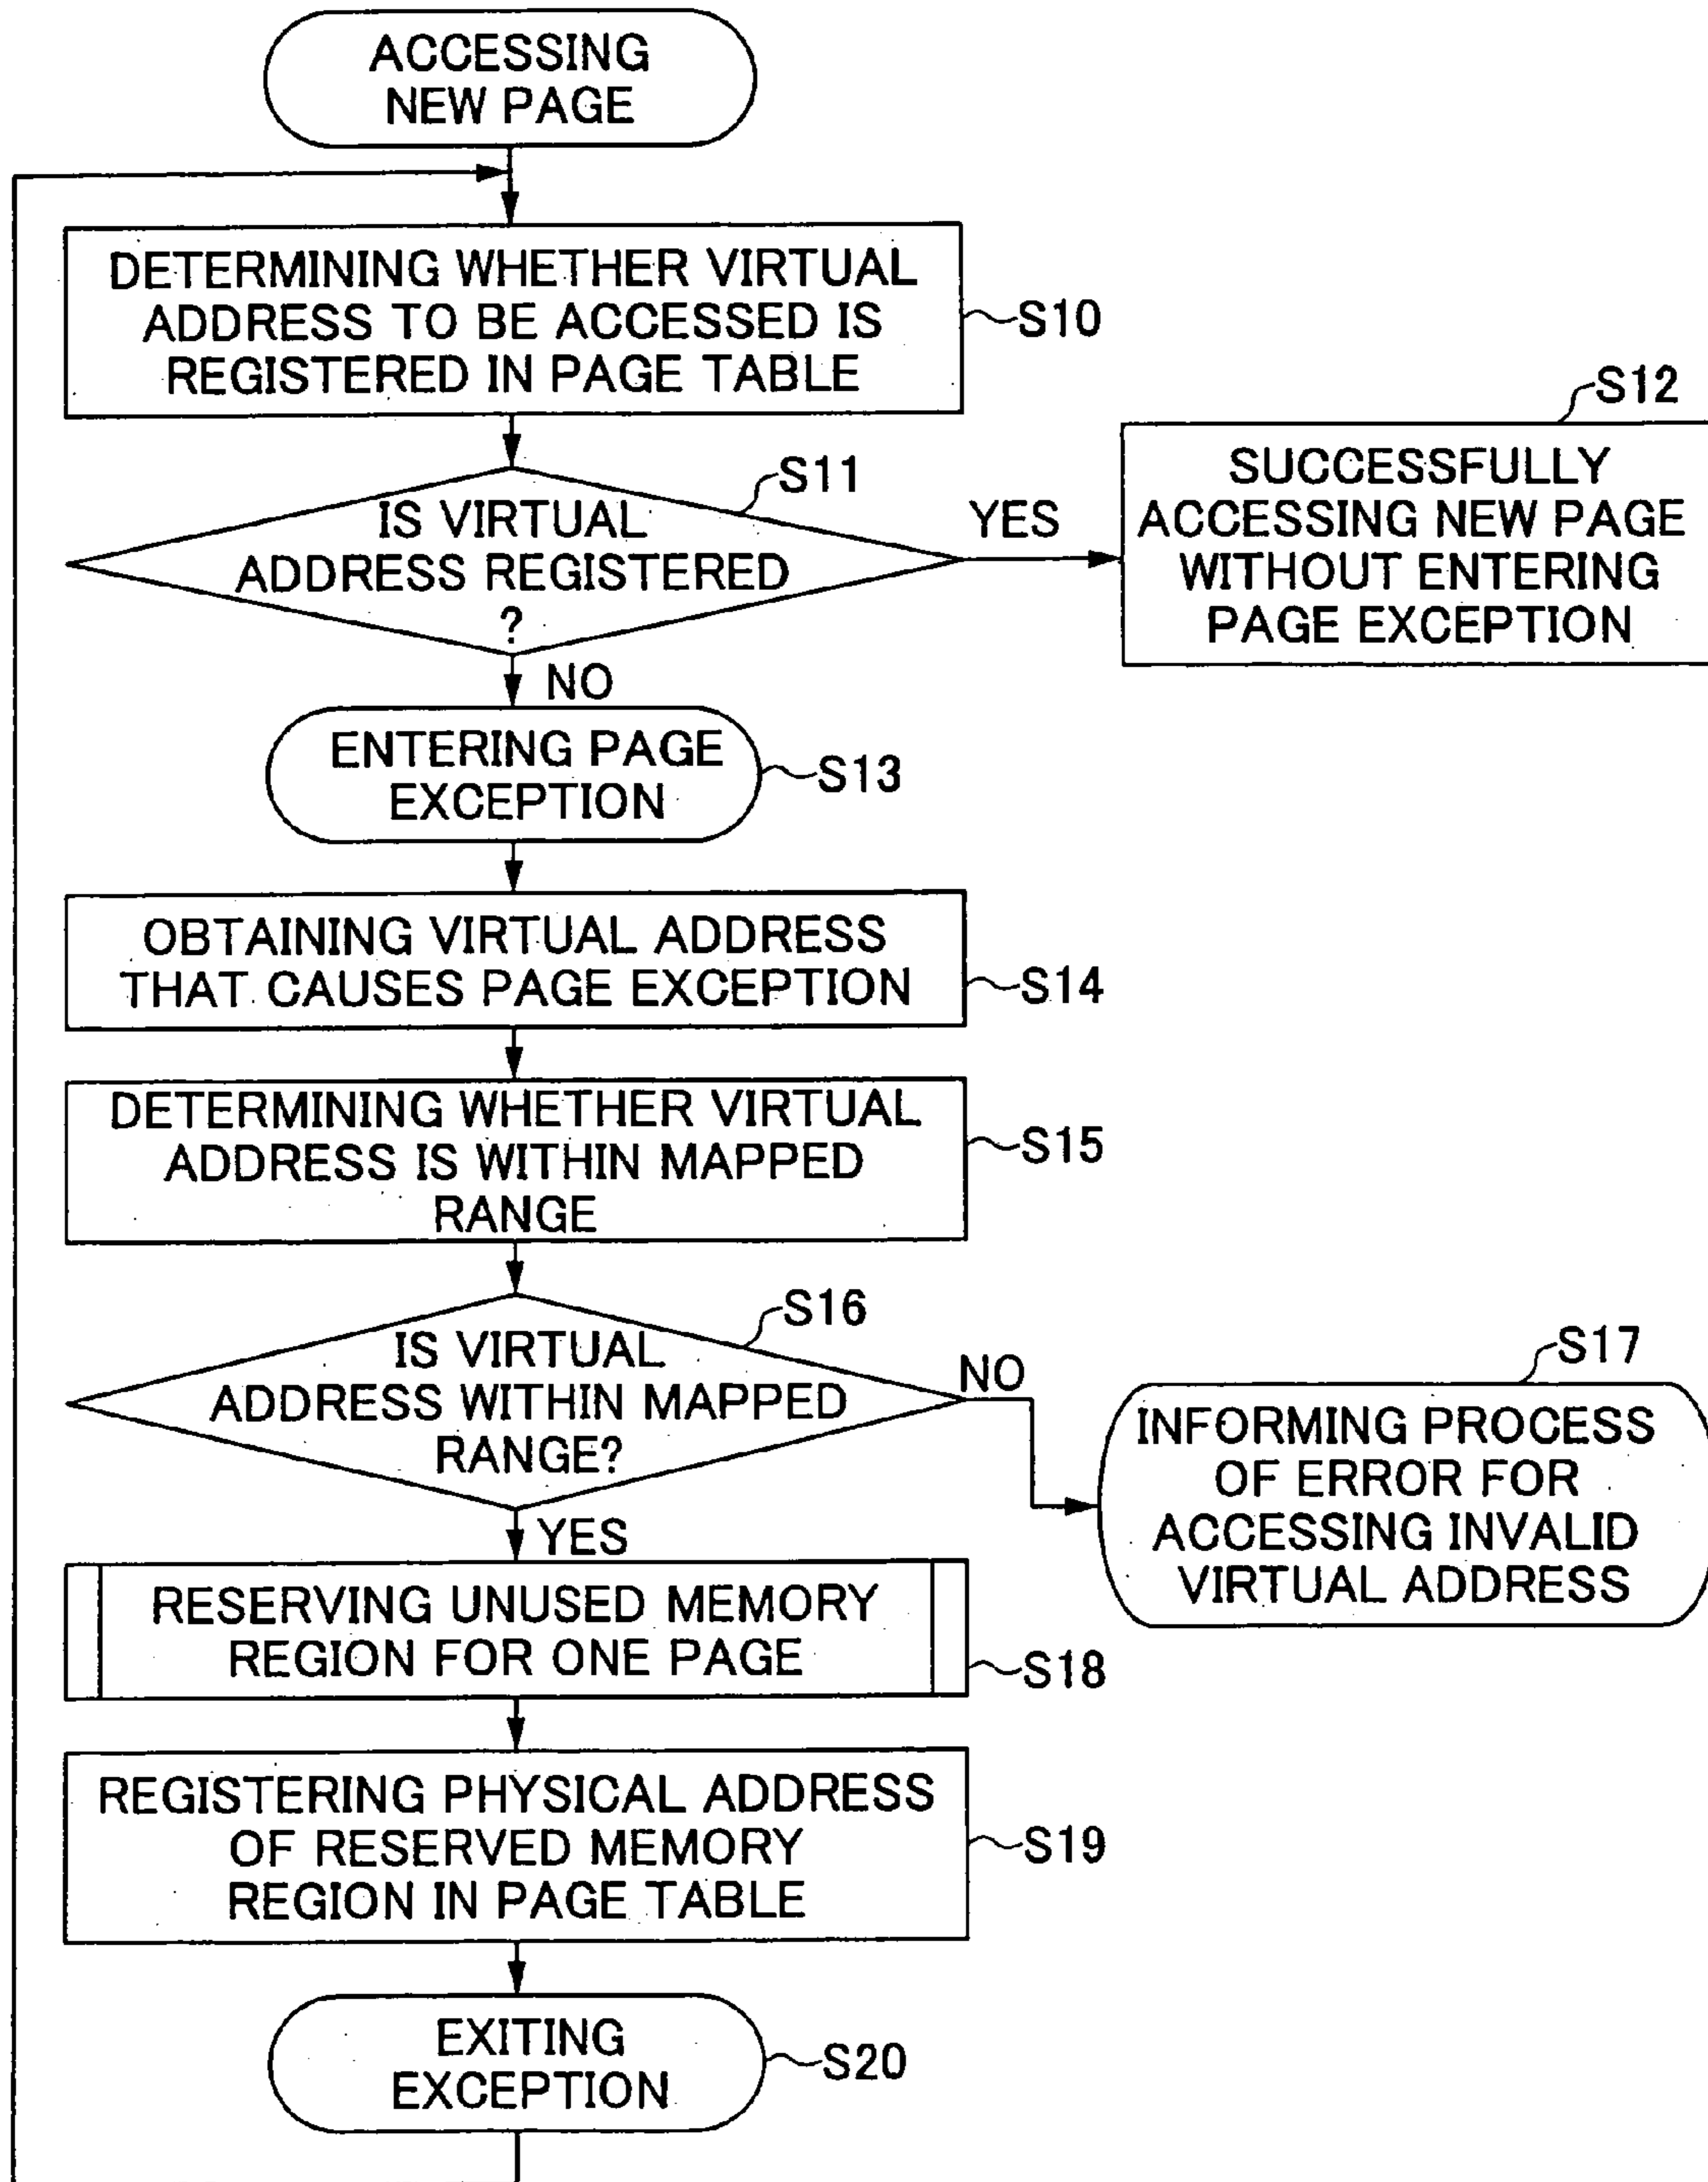 ACCESSING
NEW PAGE
DETERMINING WHETHER VIRTUAL
ADDRESS TO BE ACCESSED IS
REGISTERED IN PAGE TABLE
S10
S12
SUCCESSFULLY
ACCESSING NEW PAGE
WITHOUT ENTERING
PAGE EXCEPTION
S11
IS VIRTUAL
ADDRESS REGISTERED
?
YES
NO
ENTERING PAGE
EXCEPTION
S13
OBTAINING VIRTUAL ADDRESS
THAT CAUSES PAGE EXCEPTION
S14
DETERMINING WHETHER VIRTUAL
ADDRESS IS WITHIN MAPPED
RANGE
S15
S16
IS VIRTUAL
ADDRESS WITHIN MAPPED
RANGE?
NO
S17
INFORMING PROCESS
OF ERROR FOR
ACCESSING INVALID
VIRTUAL ADDRESS
YES
RESERVING UNUSED MEMORY
REGION FOR ONE PAGE
S18
REGISTERING PHYSICAL ADDRESS
OF RESERVED MEMORY
REGION IN PAGE TABLE
S19
EXITING
EXCEPTION
S20